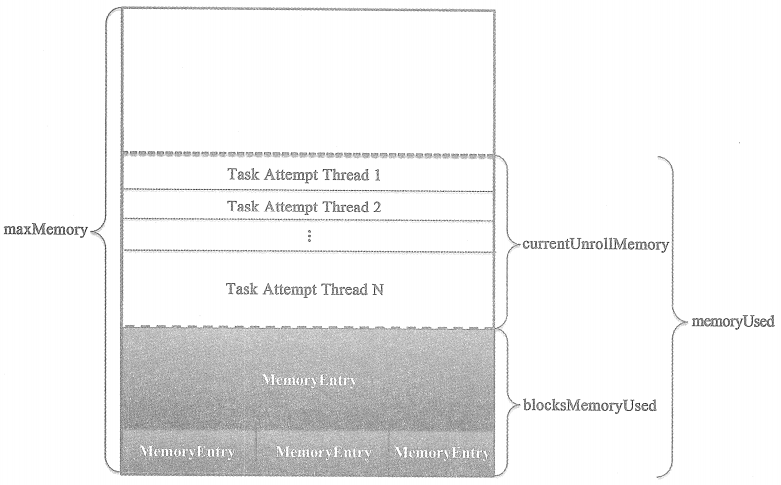 Task Attempt Thread 1
Task Attempt Thread 2
⋮
maxMemory
currentUnrollMemory
Task Attempt Thread N
memoryUsed
MemoryEntry
blocksMemoryUsed
MemoryEntry MemoryEntry MemoryEntry